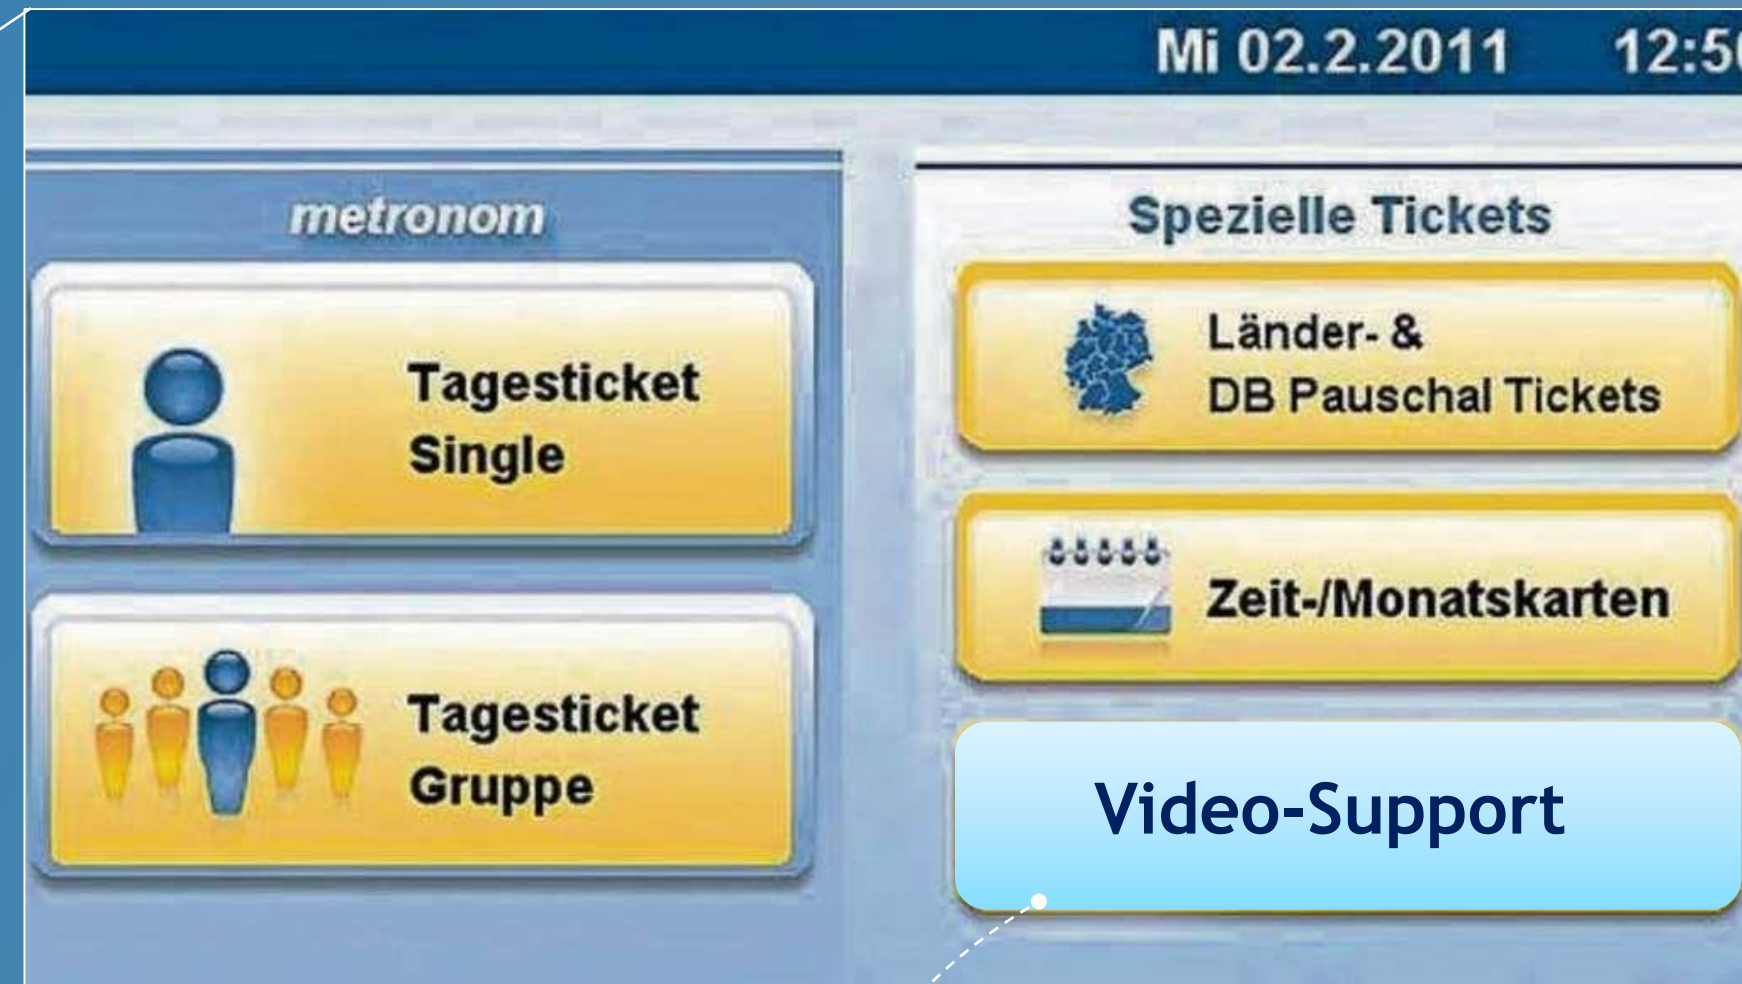 Mi 02.2.2011
metronom
Tagesticket
Single
Tagesticket
Gruppe
Spezielle Tickets
Länder- &
DB Pauschal Tickets
Zeit-/Monatskarten
Video-Support